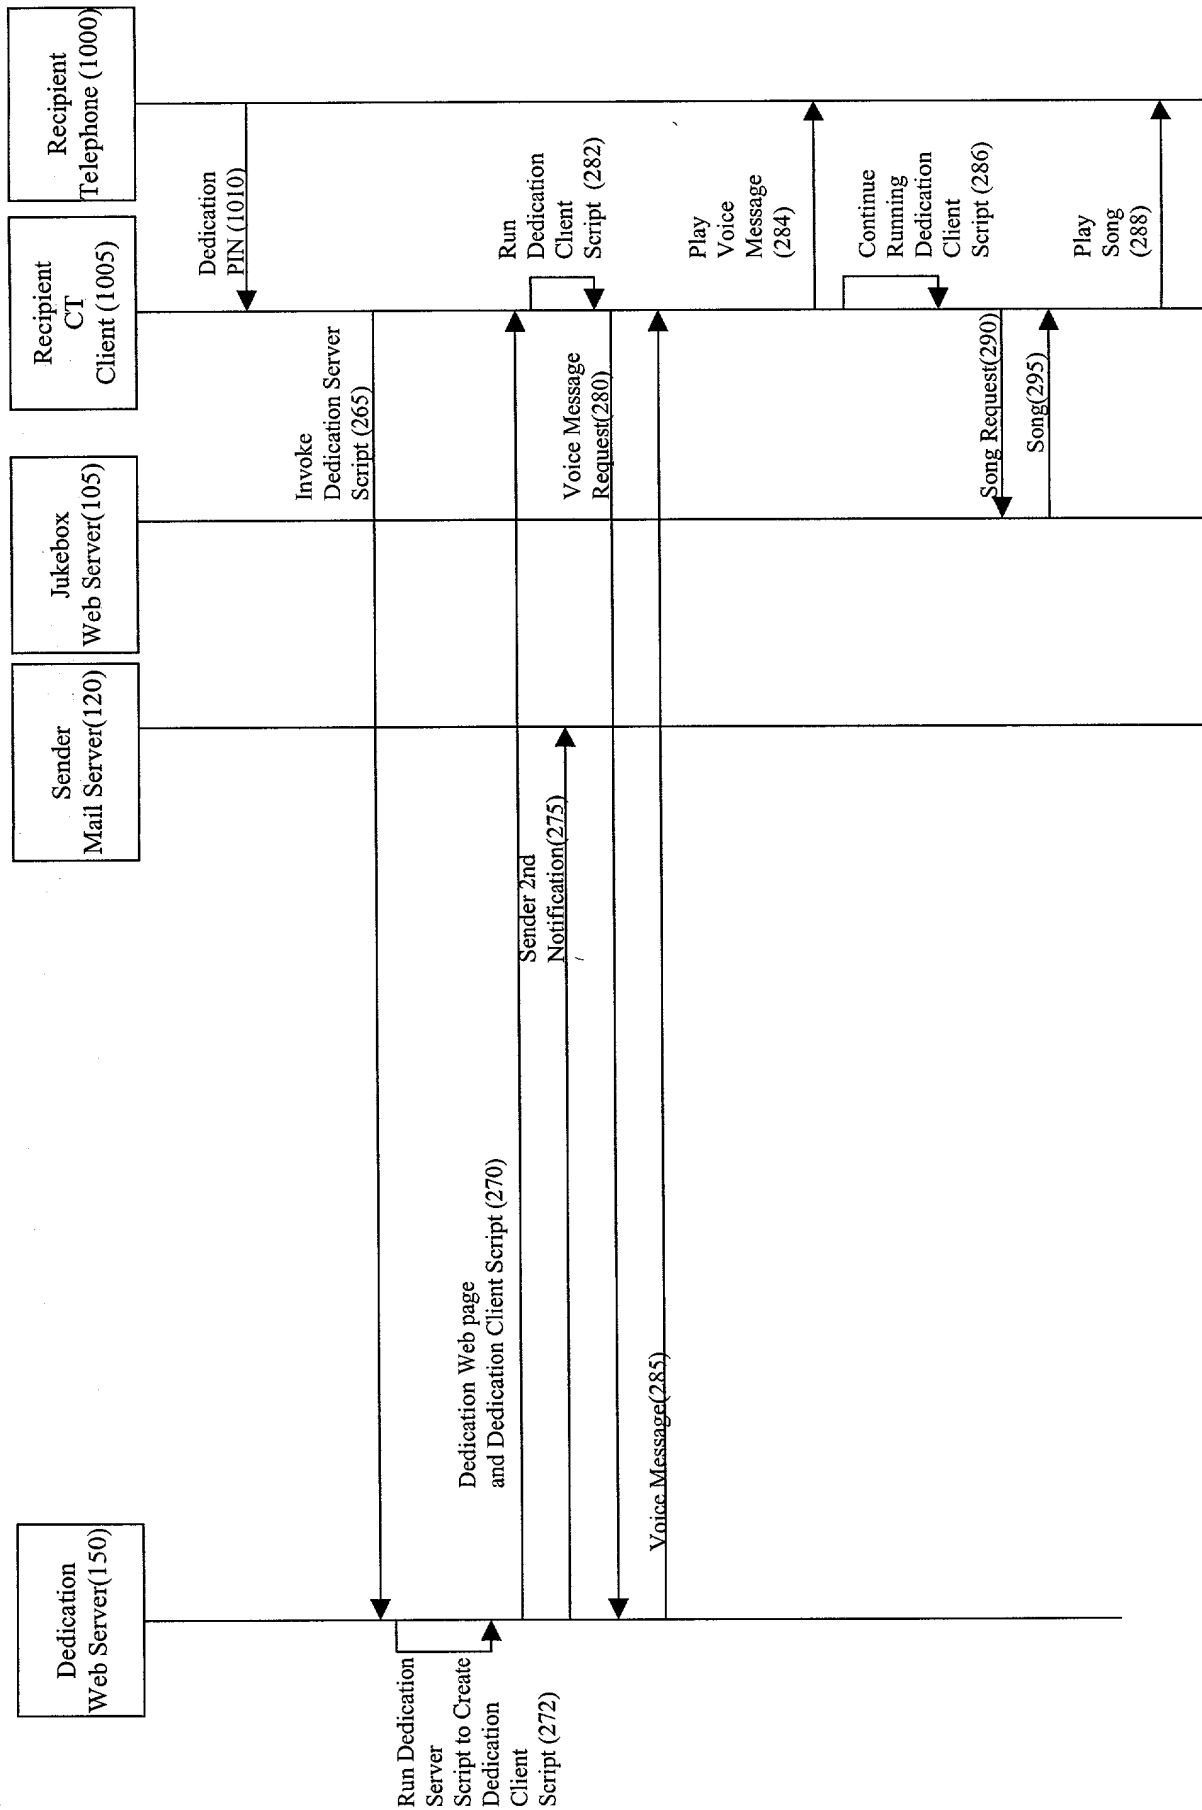 Dedication
Web Server(150)
Sender
Mail Server(120)
Jukebox
Web Server(105)
Recipient
CT
Client (1005)
Recipient
Telephone (1000)
Dedication
PIN (1010)
Invoke
Dedication Server
Script (265)
Run Dedication
Server
Script to Create
Dedication
Client
Script (272)
Dedication Web page
and Dedication Client Script (270)
Run
Dedication
Client
Script (282)
Sender 2nd
Notification(275)
Voice Message
Request(280)
Voice Message(285)
Play
Voice
Message
(284)
Continue
Running
Dedication
Client
Script (286)
Song Request(290)
Song(295)
Play
Song
(288)